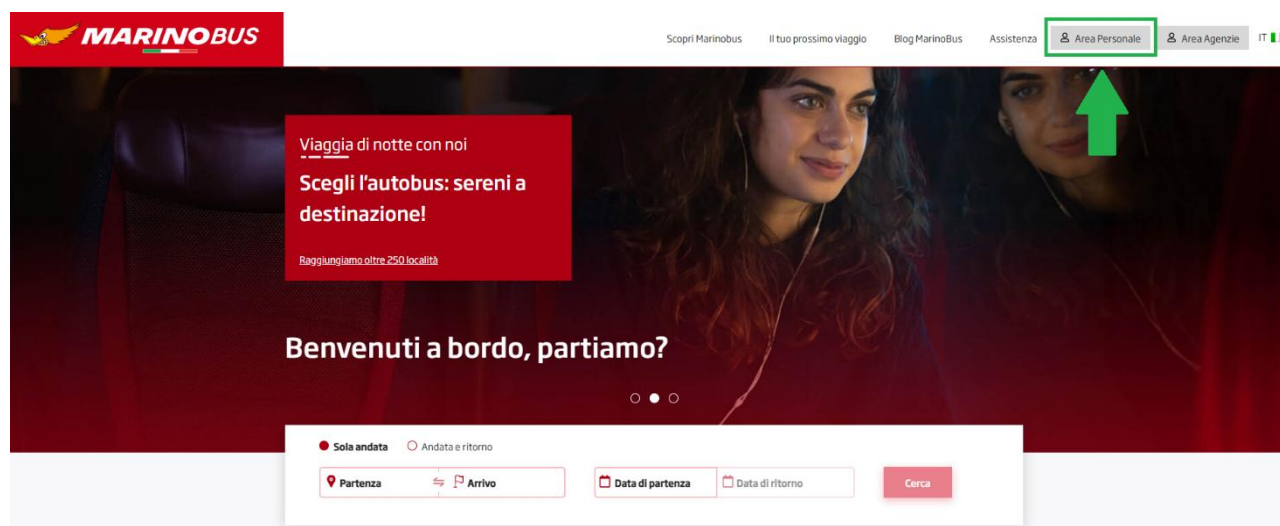 MARINOBUS
Scopri Marinobus
Il tuo prossimo viaggio
Blog MarinoBus
Assistenza
Area Personale
Area Agenzie
IT
Viaggia di notte con noi
Scegli l'autobus: sereni a
destinazione!
Raggiungiamo oltre 250 località
Benvenuti a bordo, partiamo?
Sola andata
Andata e ritorno
Partenza
Arrivo
Data di partenza
Data di ritorno
Cerca